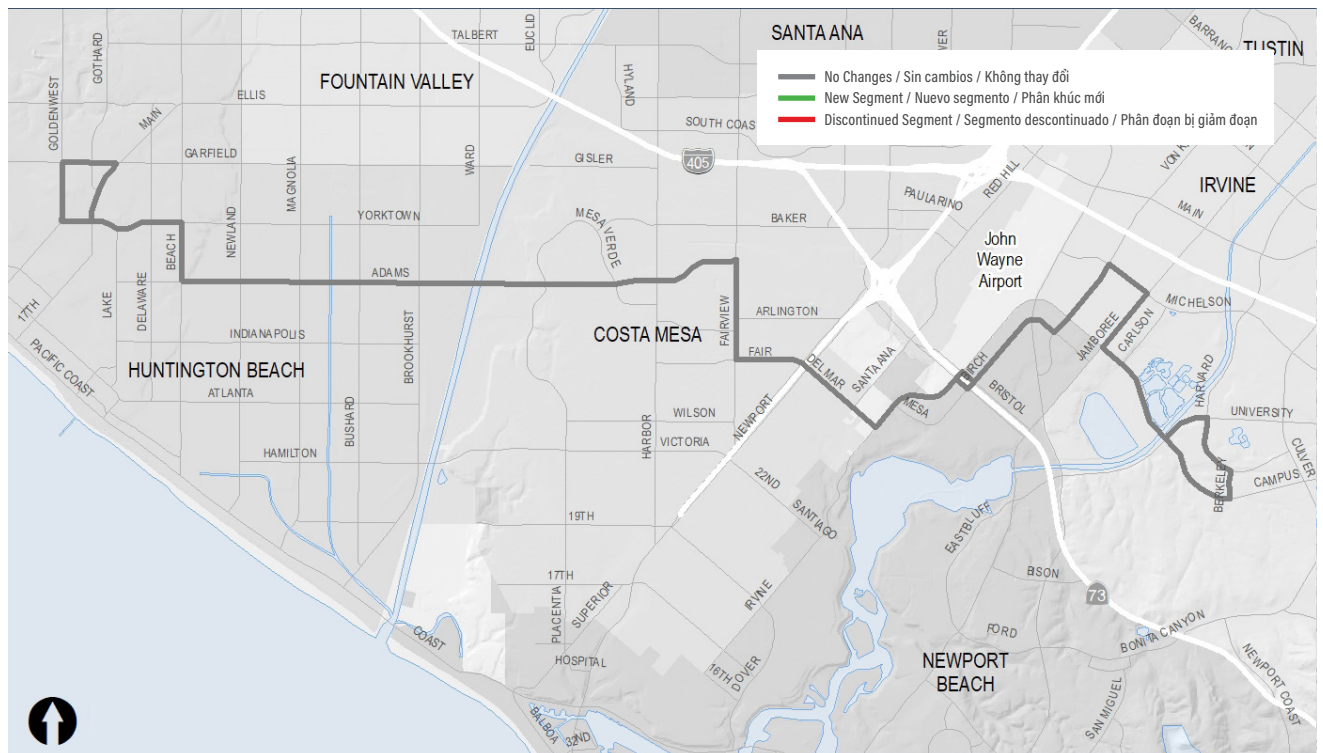 TALBERT
EUCLID
SANTA ANA
BARRANC
TUSTIN
GOLDENWEST
GOTHARD
FOUNTAIN VALLEY
HYLAND
No Changes / Sin cambios / Không thay đổi
New Segment / Nuevo segmento / Phân khúc mới
Discontinued Segment / Segmento descontinuado / Phân đoạn bị giảm đoạn
ELLIS
MAIN
SOUTH COAS
GARFIELD
MAGNOLIA
WARD
GISLER
405
VON K
RED HILL
IRVINE
PAULARINO
MAIN
NEWLAND
YORKTOWN
MESA VERDE
BAKER
BEACH
John
Wayne
Airport
ADAMS
LAKE
DELAWARE
17TH
MICHELSON
INDIANAPOLIS
BROOKHURST
COSTA MESA
FAIRVIEW
ARLINGTON
JAMBOREE
CARLSON
PACIFIC COAST
HUNTINGTON BEACH
FAIR
DEL MAR
SANTA ANA
BIRCH
BRISTOL
HARVARD
ATLANTA
BUSHARD
HARBOR
WILSON
NEWPORT
MESA
UNIVERSITY
VICTORIA
CULVER
HAMILTON
22ND
BERKELEY
CAMPUS
SANTIAGO
19TH
EASTBLUFF
17TH
PLACENTIA
SUPERIOR
IRVINE
BISON
73
COAST
FORD
BONITA CANYON
HOSPITAL
16TH
DOVER
NEWPORT
BEACH
NEWPORT COAST
SAN MIGUEL
BALBOA
32ND